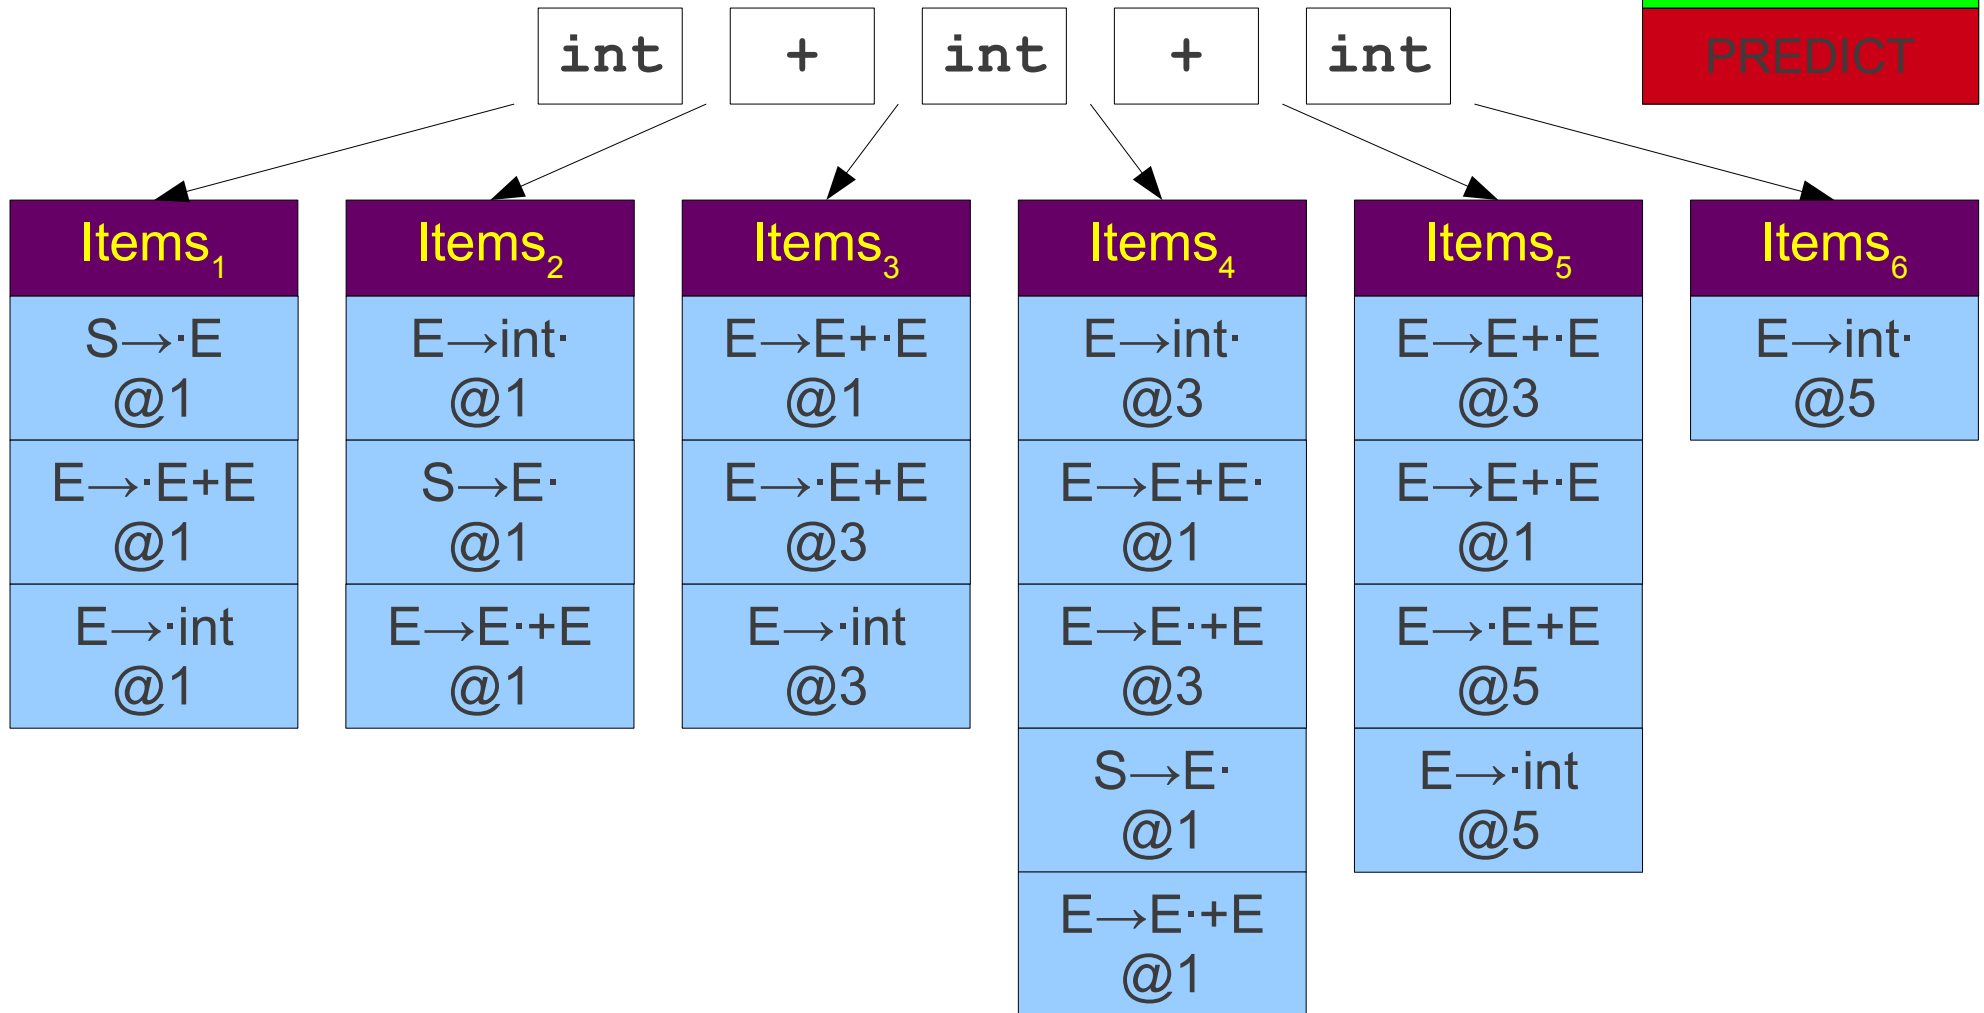 int + int + int PREDICT
Items₁ Items₂ Items₃ Items₄ Items₅ Items₆
S→·E E→int· E→E+·E E→int· E→E+·E E→int·
@1 @1 @1 @3 @3 @5
E→·E+E S→E· E→·E+E E→E+E· E→E+·E
@1 @1 @3 @1 @1
E→·int E→E·+E E→·int E→E·+E E→·E+E
@1 @1 @3 @3 @5
S→E· E→·int
@1 @5
E→E·+E
@1